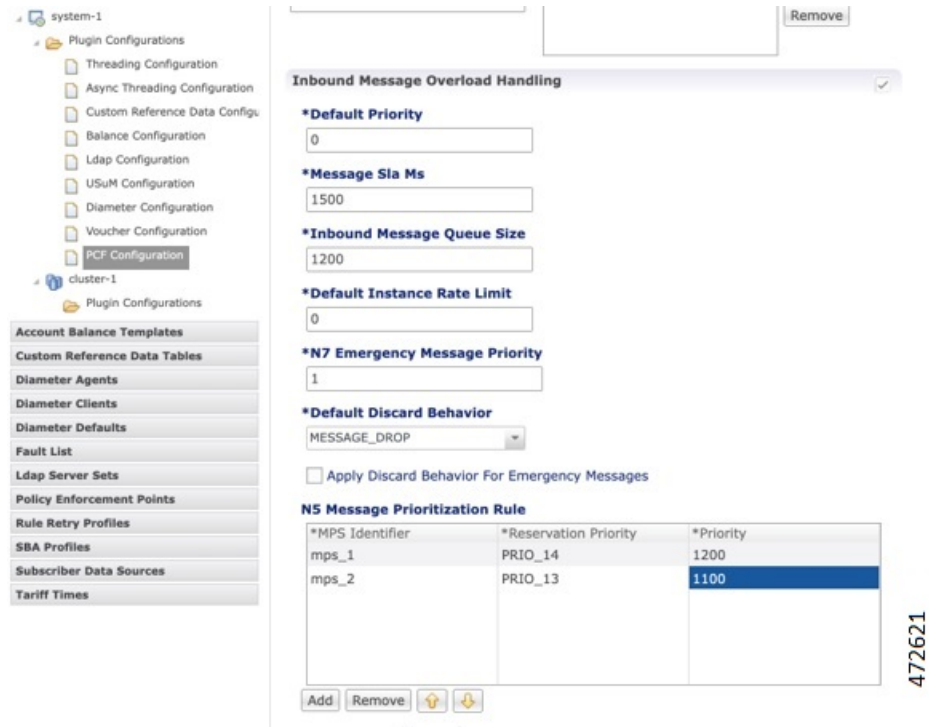 system-1
Plugin Configurations
Threading Configuration
Async Threading Configuration
Custom Reference Data Configu
Balance Configuration
Ldap Configuration
USuM Configuration
Diameter Configuration
Voucher Configuration
PCF Configuration
cluster-1
Plugin Configurations
Account Balance Templates
Custom Reference Data Tables
Diameter Agents
Diameter Clients
Diameter Defaults
Fault List
Ldap Server Sets
Policy Enforcement Points
Rule Retry Profiles
SBA Profiles
Subscriber Data Sources
Tariff Times
Remove
Inbound Message Overload Handling
*Default Priority
0
*Message Sla Ms
1500
*Inbound Message Queue Size
1200
*Default Instance Rate Limit
0
*N7 Emergency Message Priority
1
*Default Discard Behavior
MESSAGE_DROP
Apply Discard Behavior For Emergency Messages
N5 Message Prioritization Rule
*MPS Identifier *Reservation Priority *Priority
mps_1 PRIO_14 1200
mps_2 PRIO_13 1100
Add Remove
472621